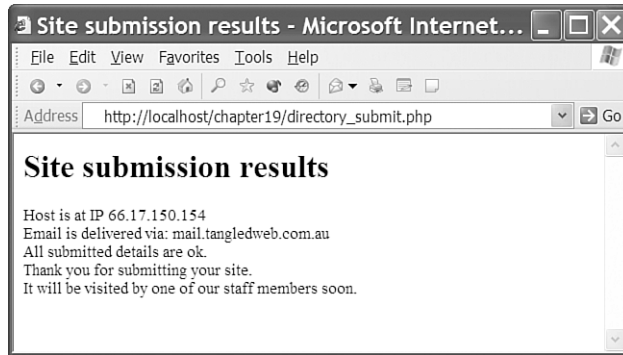 Site submission results - Microsoft Internet...
File Edit View Favorites Tools Help
Address http://localhost/chapter19/directory_submit.php Go
Site submission results
Host is at IP 66.17.150.154
Email is delivered via: mail.tangledweb.com.au
All submitted details are ok.
Thank you for submitting your site.
It will be visited by one of our staff members soon.